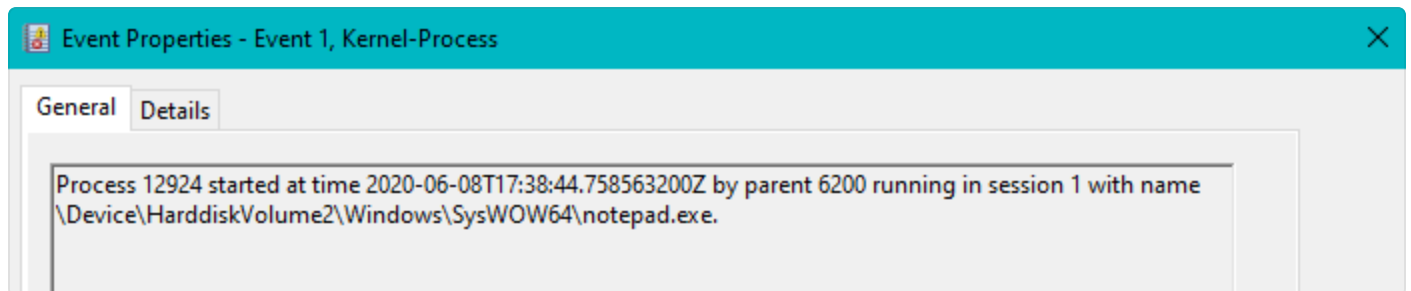 Event Properties - Event 1, Kernel-Process
General Details
Process 12924 started at time 2020-06-08T17:38:44.758563200Z by parent 6200 running in session 1 with name
\Device\HarddiskVolume2\Windows\SysWOW64\notepad.exe.